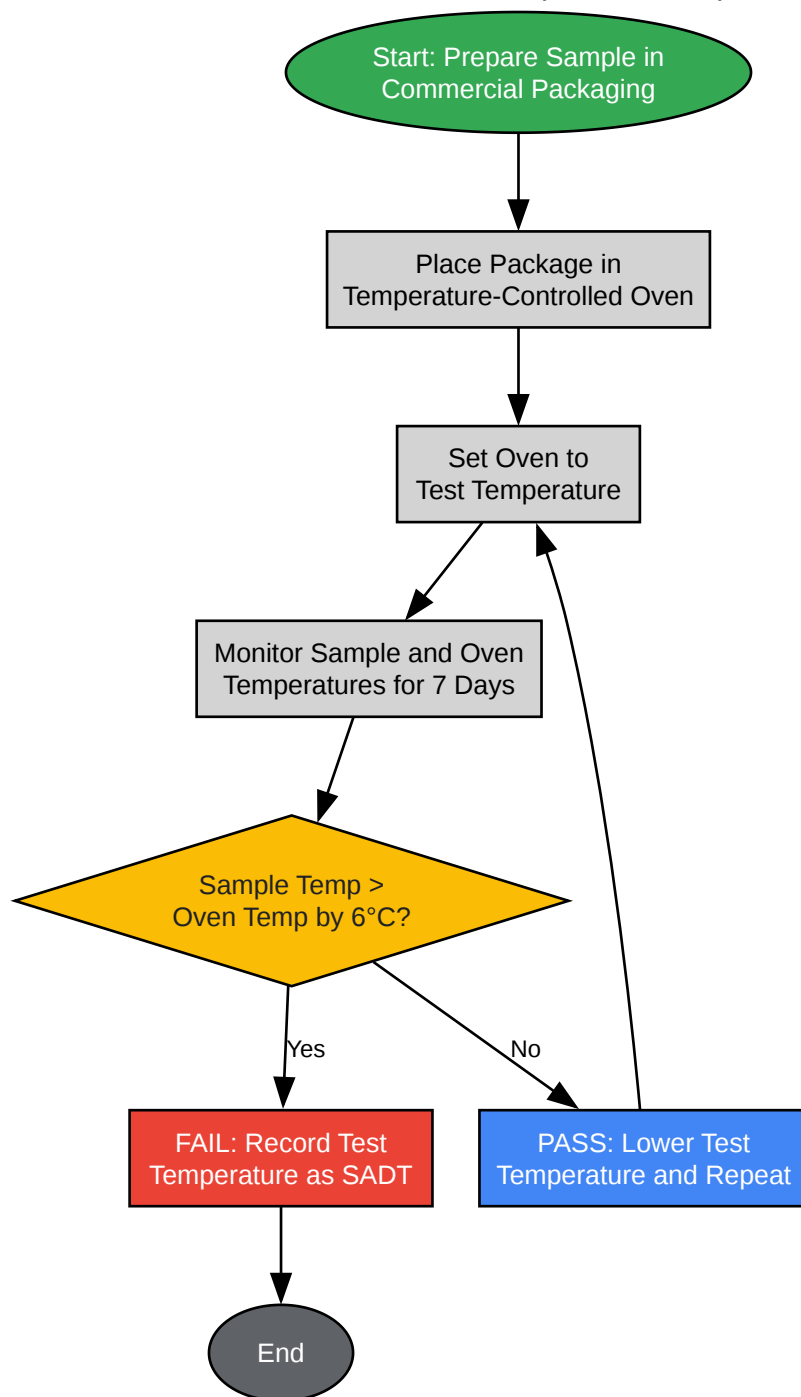 Start: Prepare Sample in
Commercial Packaging
Place Package in
Temperature-Controlled Oven
Set Oven to
Test Temperature
Monitor Sample and Oven
Temperatures for 7 Days
Sample Temp >
Oven Temp by 6°C?
Yes
No
FAIL: Record Test
Temperature as SADT
PASS: Lower Test
Temperature and Repeat
End